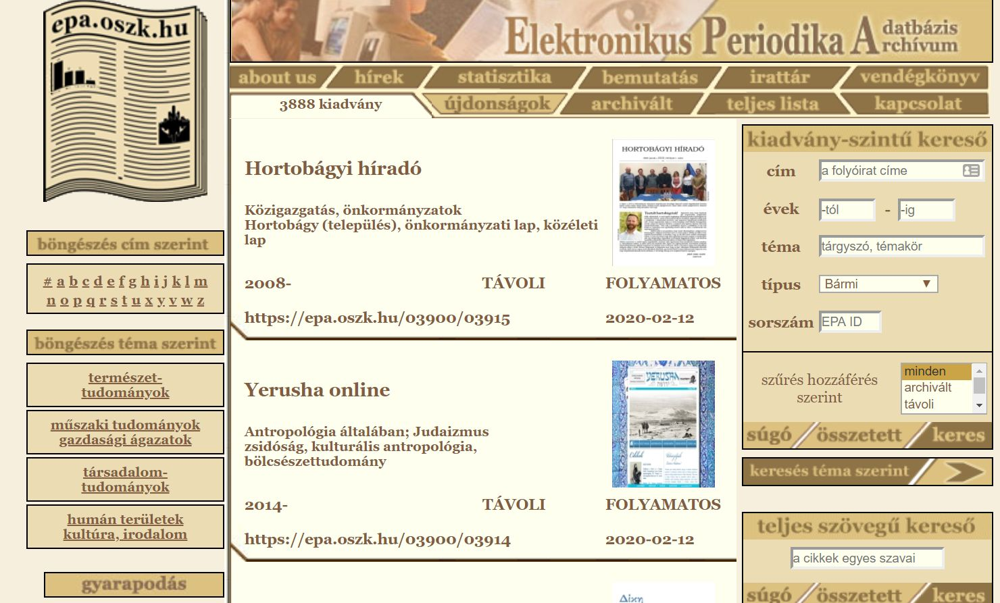 epa.oszk.hu
Elektronikus Periodika Adatbázis Archívum
about us
hírek
statisztika
bemutatás
irattár
vendégkönyv
3888 kiadvány
újdonságok
archivált
teljes lista
kapcsolat
böngészés cím szerint
# a b c d e f g h i j k l m
n o p q r s t u x y v w z
böngészés téma szerint
természet-
tudományok
műszaki tudományok
gazdasági ágazatok
társadalom-
tudományok
humán területek
kultúra, irodalom
gyarapodás
Hortobágyi híradó
HORTOBÁGYI HÍRADÓ
Közigazgatás, önkormányzatok
Hortobágy (település), önkormányzati lap, közéleti
lap
2008-
TÁVOLI
FOLYAMATOS
https://epa.oszk.hu/03900/03915
2020-02-12
Yerusha online
YERUSHA
Antropológia általában; Judaizmus
zsidóság, kulturális antropológia,
bölcsészettudomány
Cikkek
2014-
TÁVOLI
FOLYAMATOS
https://epa.oszk.hu/03900/03914
2020-02-12
Δίκη
kiadvány-szintű kereső
cím
a folyóirat címe
évek
-tól
-
-ig
téma
tárgyszó, témakör
típus
Bármi
sorszám
EPA ID
szűrés hozzáférés
szerint
minden
archivált
távoli
súgó
összetett
keres
keresés téma szerint
teljes szövegű kereső
a cikkek egyes szavai
súgó
összetett
keres